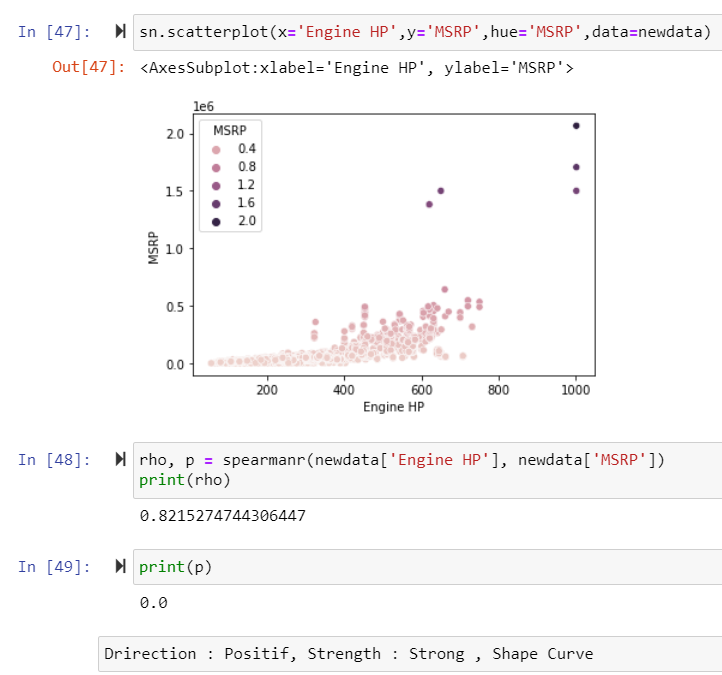 In [47]: sn.scatterplot(x='Engine HP',y='MSRP',hue='MSRP',data=newdata)
Out[47]: <AxesSubplot:xlabel='Engine HP', ylabel='MSRP'>
1e6
MSRP
0.4
0.8
1.2
1.6
2.0
2.0
1.5
1.0
0.5
0.0
MSRP
200 400 600 800 1000
Engine HP
In [48]: rho, p = spearmanr(newdata['Engine HP'], newdata['MSRP'])
print(rho)
0.8215274744306447
In [49]: print(p)
0.0
Drirection : Positif, Strength : Strong , Shape Curve